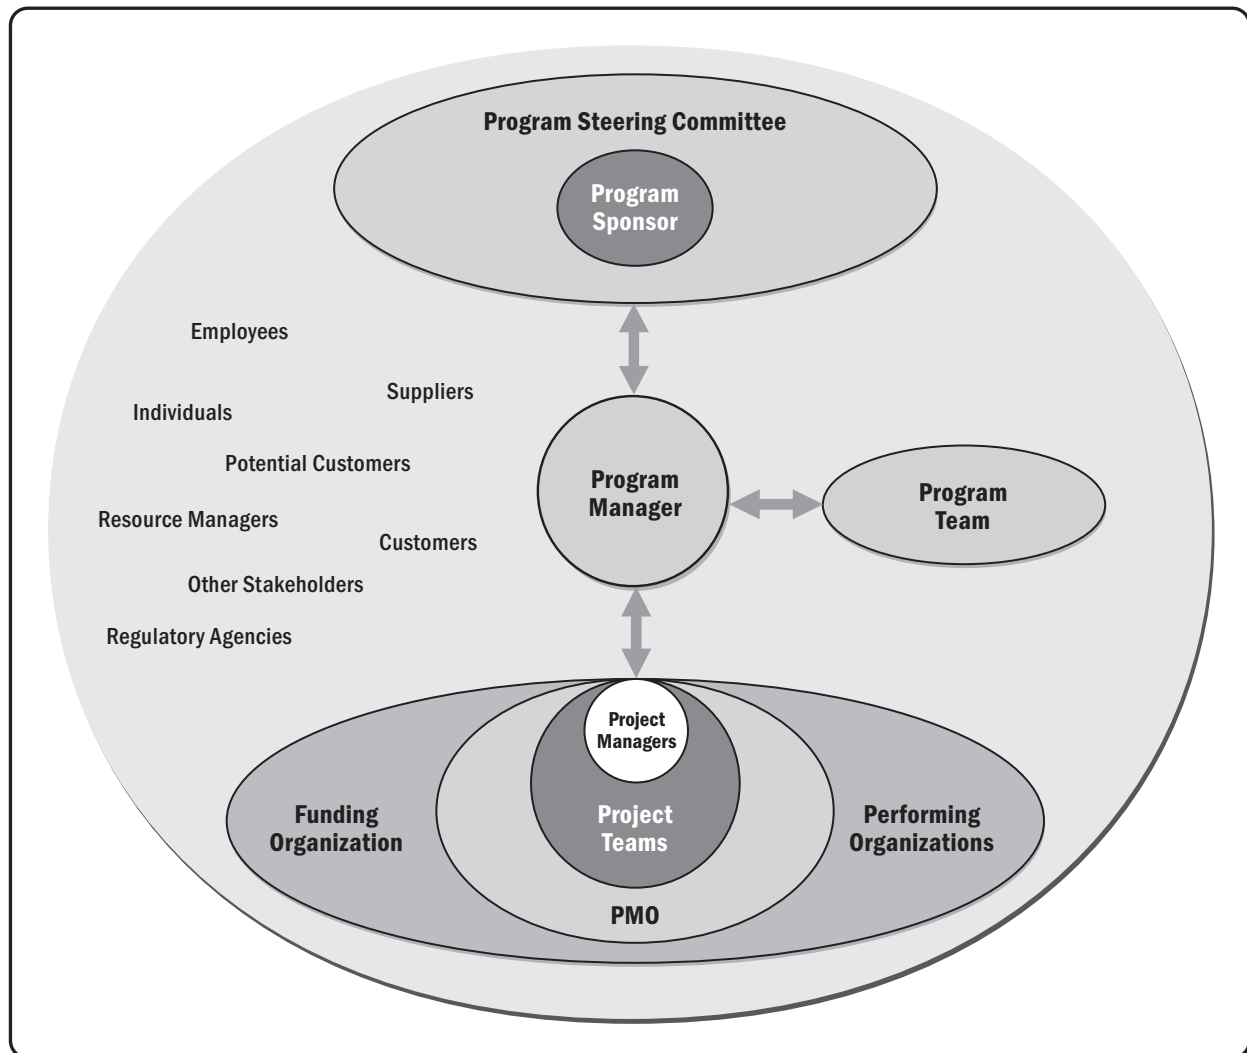 Program Steering Committee
Program
Sponsor
Employees
Suppliers
Individuals
Potential Customers
Resource Managers
Customers
Other Stakeholders
Regulatory Agencies
Program
Manager
Program
Team
Project
Managers
Funding
Organization
Project
Teams
Performing
Organizations
PMO